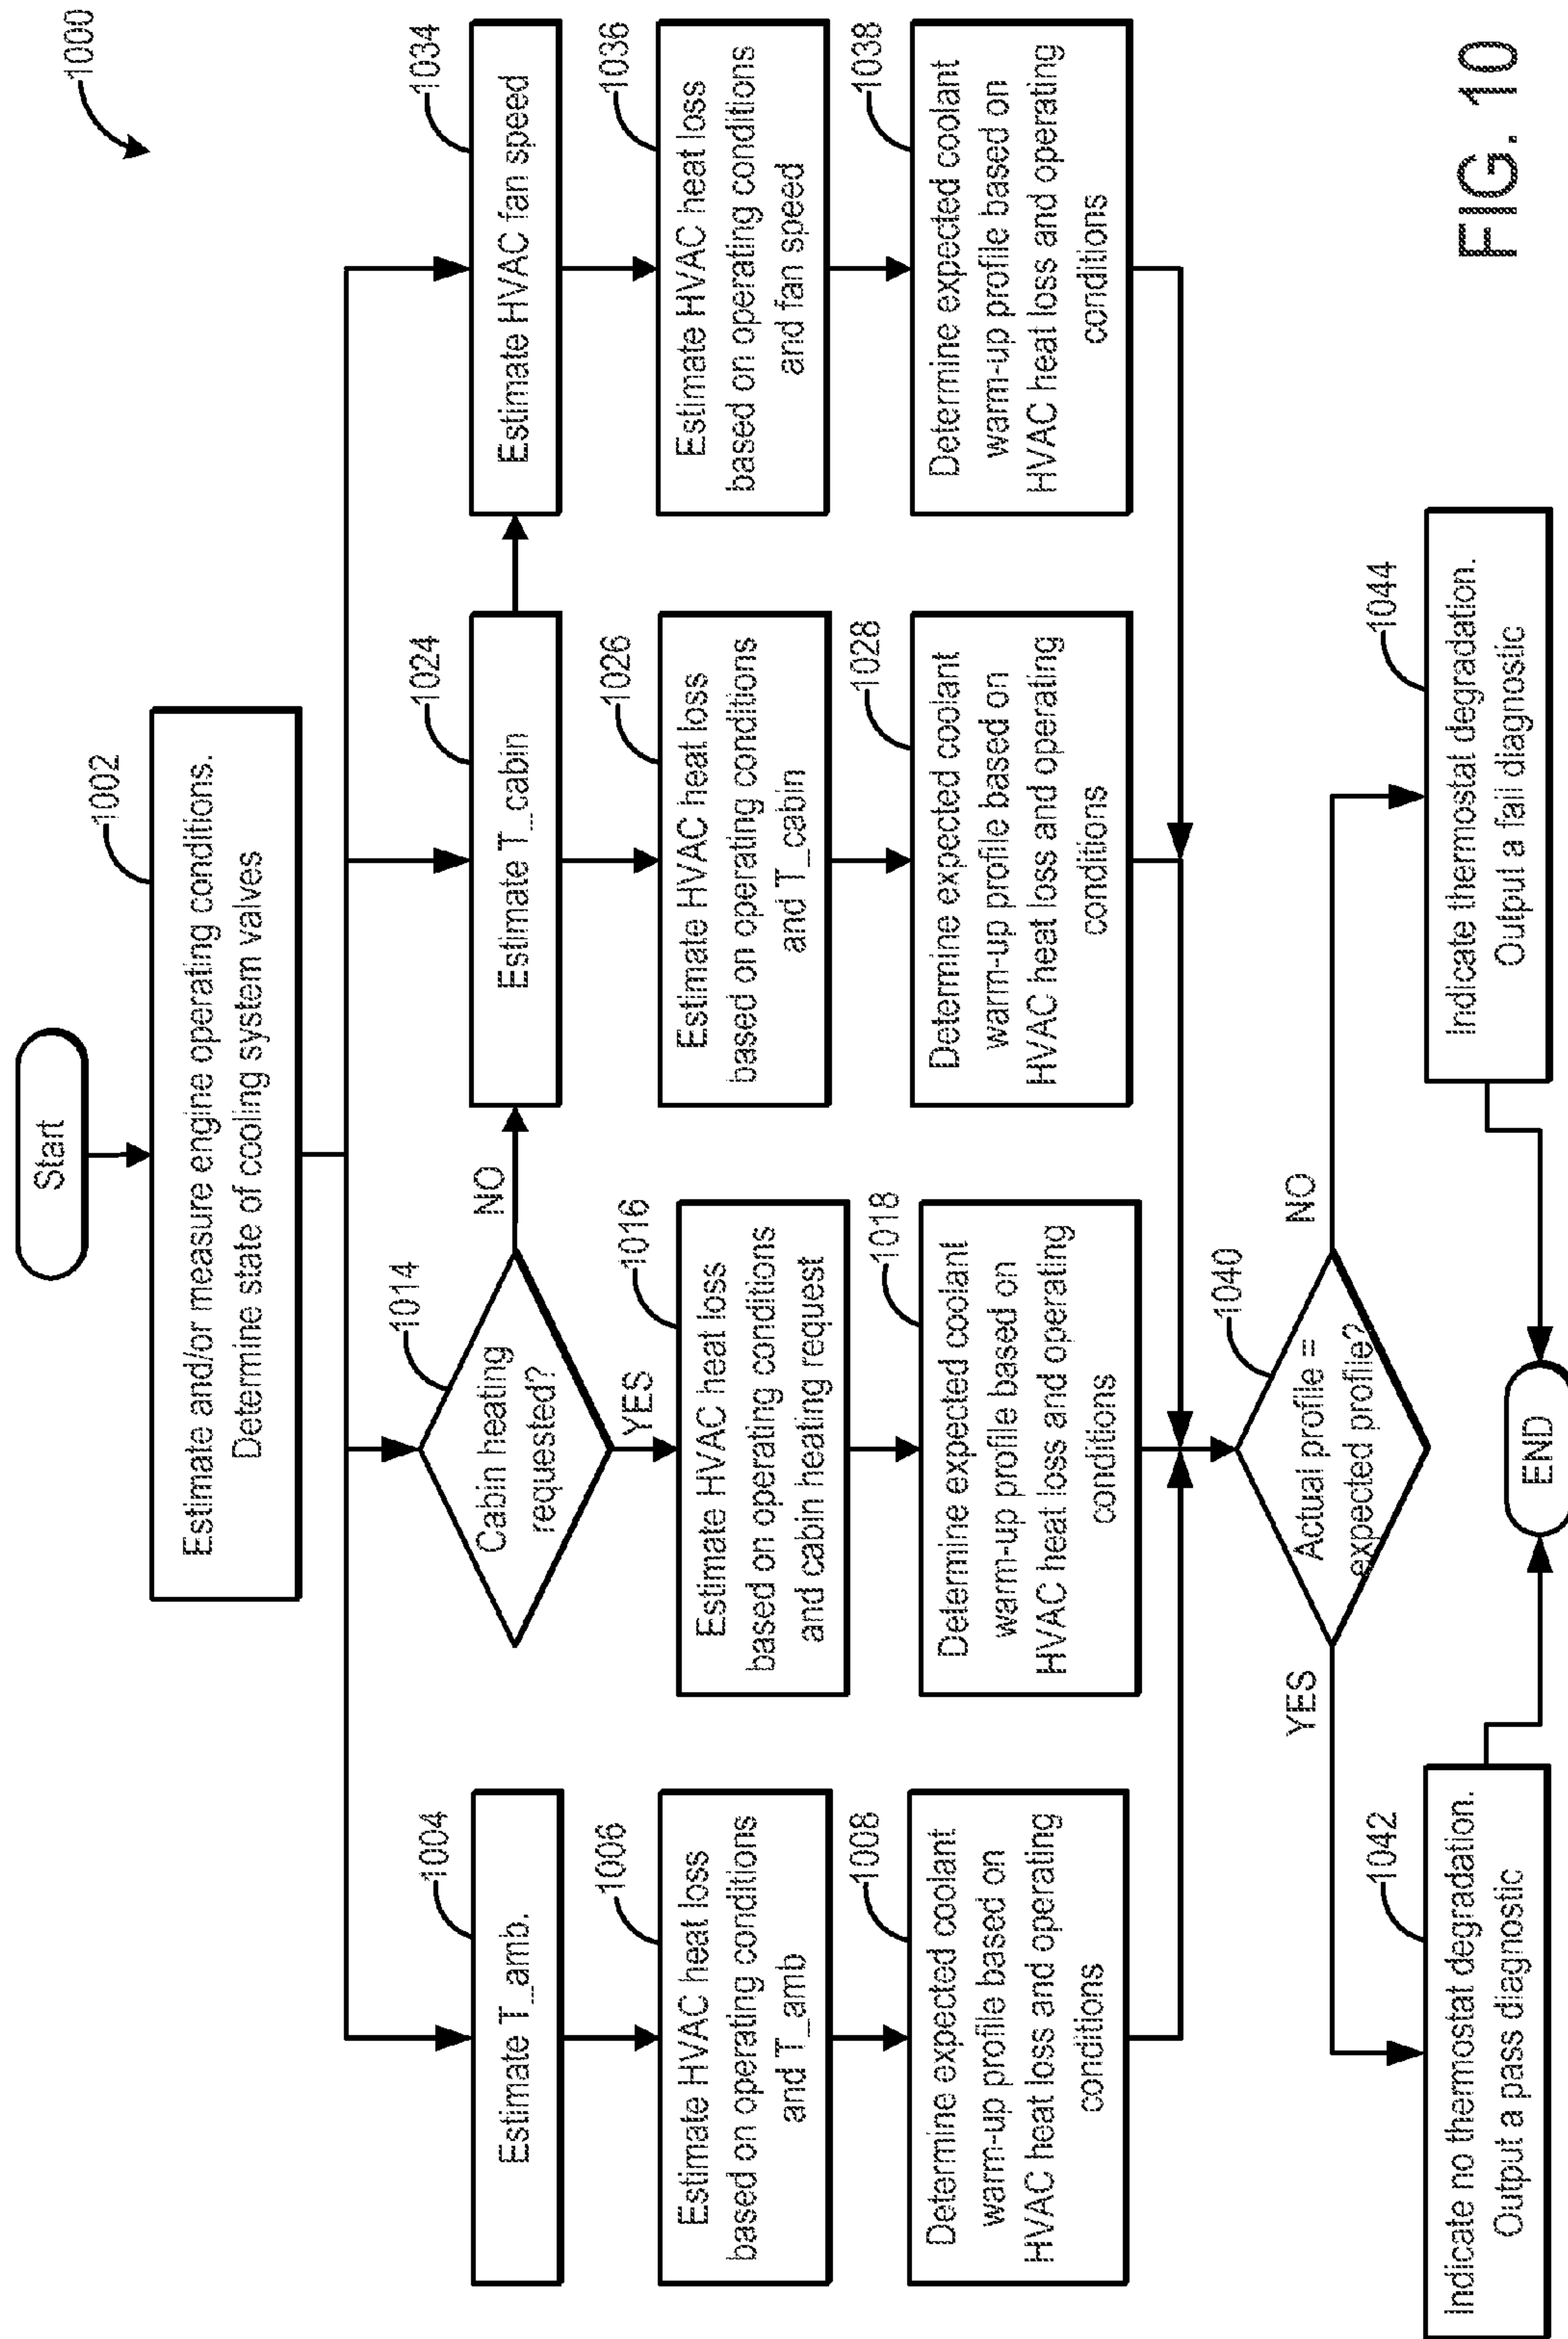 1000
Start
1002
Estimate and/or measure engine operating conditions.
Determine state of cooling system valves
1004
Estimate T_amb.
1014
Cabin heating
requested?
NO
YES
1024
Estimate T_cabin
1034
Estimate HVAC fan speed
1006
Estimate HVAC heat loss
based on operating conditions
and T_amb
1016
Estimate HVAC heat loss
based on operating conditions
and cabin heating request
1026
Estimate HVAC heat loss
based on operating conditions
and T_cabin
1036
Estimate HVAC heat loss
based on operating conditions
and fan speed
1008
Determine expected coolant
warm-up profile based on
HVAC heat loss and operating
conditions
1018
Determine expected coolant
warm-up profile based on
HVAC heat loss and operating
conditions
1028
Determine expected coolant
warm-up profile based on
HVAC heat loss and operating
conditions
1038
Determine expected coolant
warm-up profile based on
HVAC heat loss and operating
conditions
1040
Actual profile =
expected profile?
YES
NO
1042
Indicate no thermostat degradation.
Output a pass diagnostic
1044
Indicate thermostat degradation.
Output a fail diagnostic
END
FIG. 10